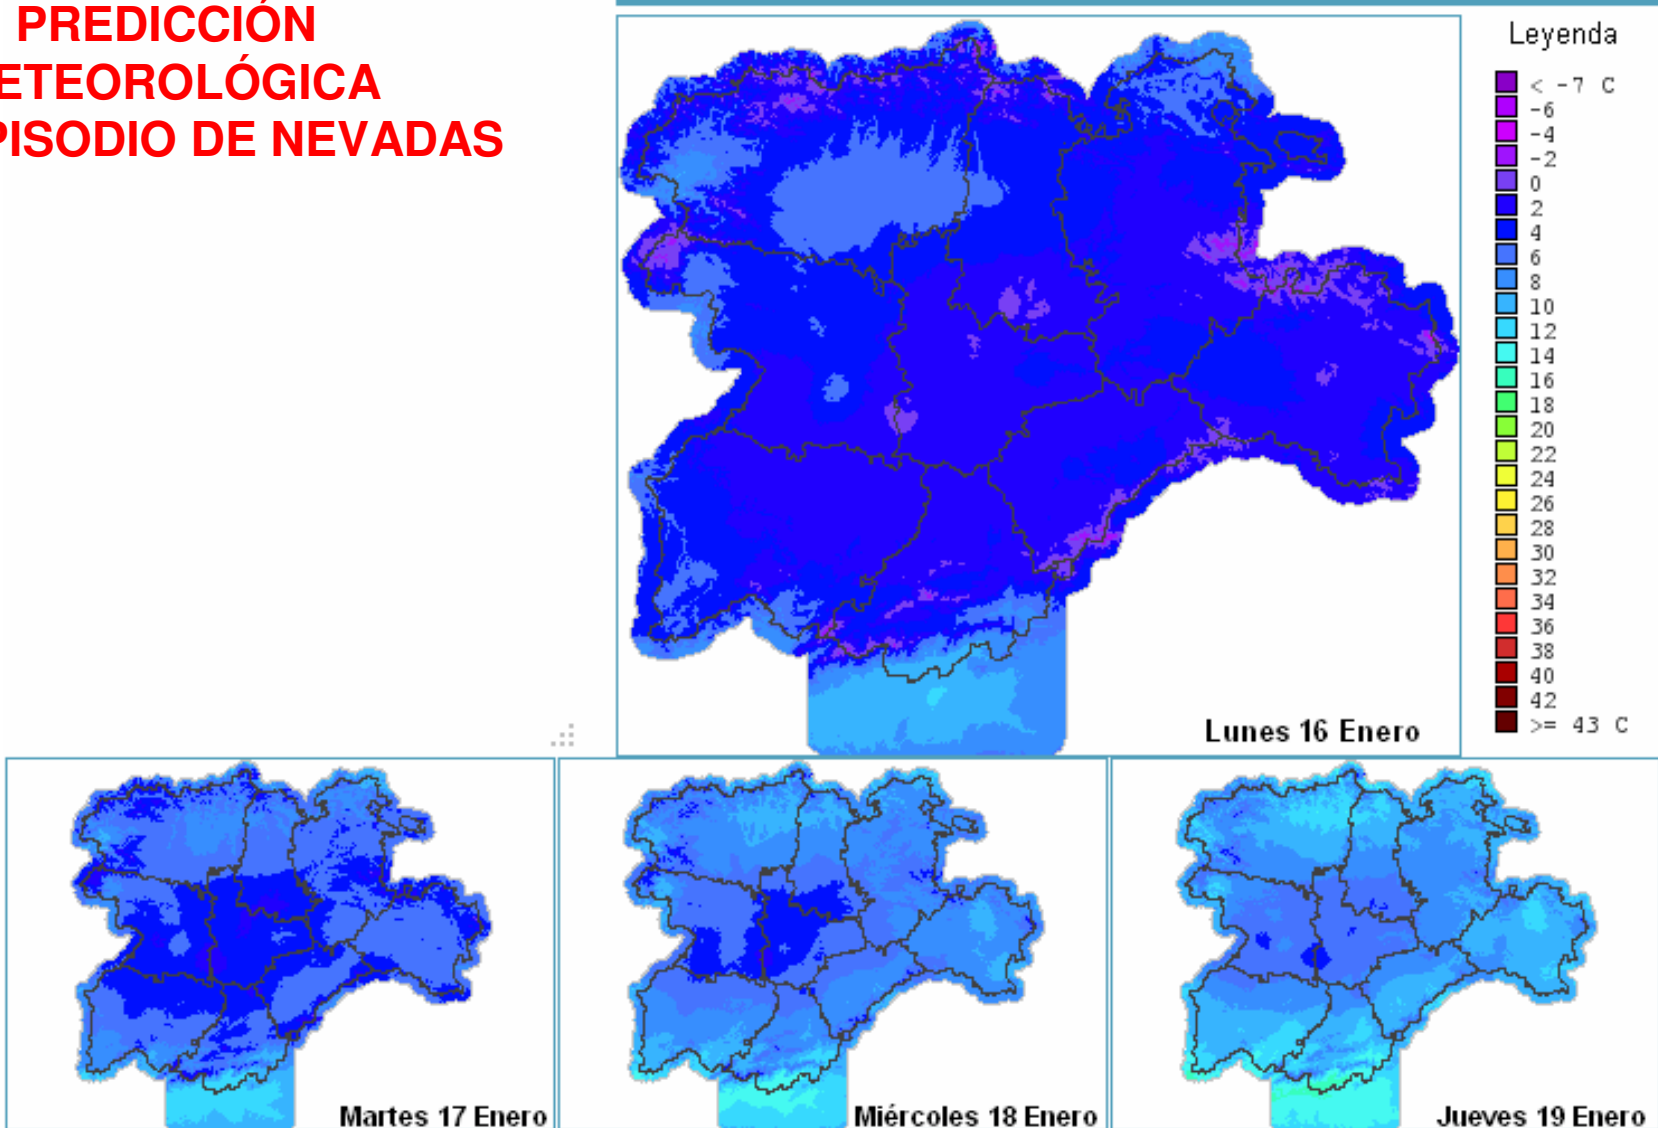 PREDICCIÓN
ETEOROLÓGICA
PISODIO DE NEVADAS
Leyenda
< -7 C
-6
-4
-2
0
2
4
6
8
10
12
14
16
18
20
22
24
26
28
30
32
34
36
38
40
42
>= 43 C
Lunes 16 Enero
Martes 17 Enero
Miércoles 18 Enero
Jueves 19 Enero